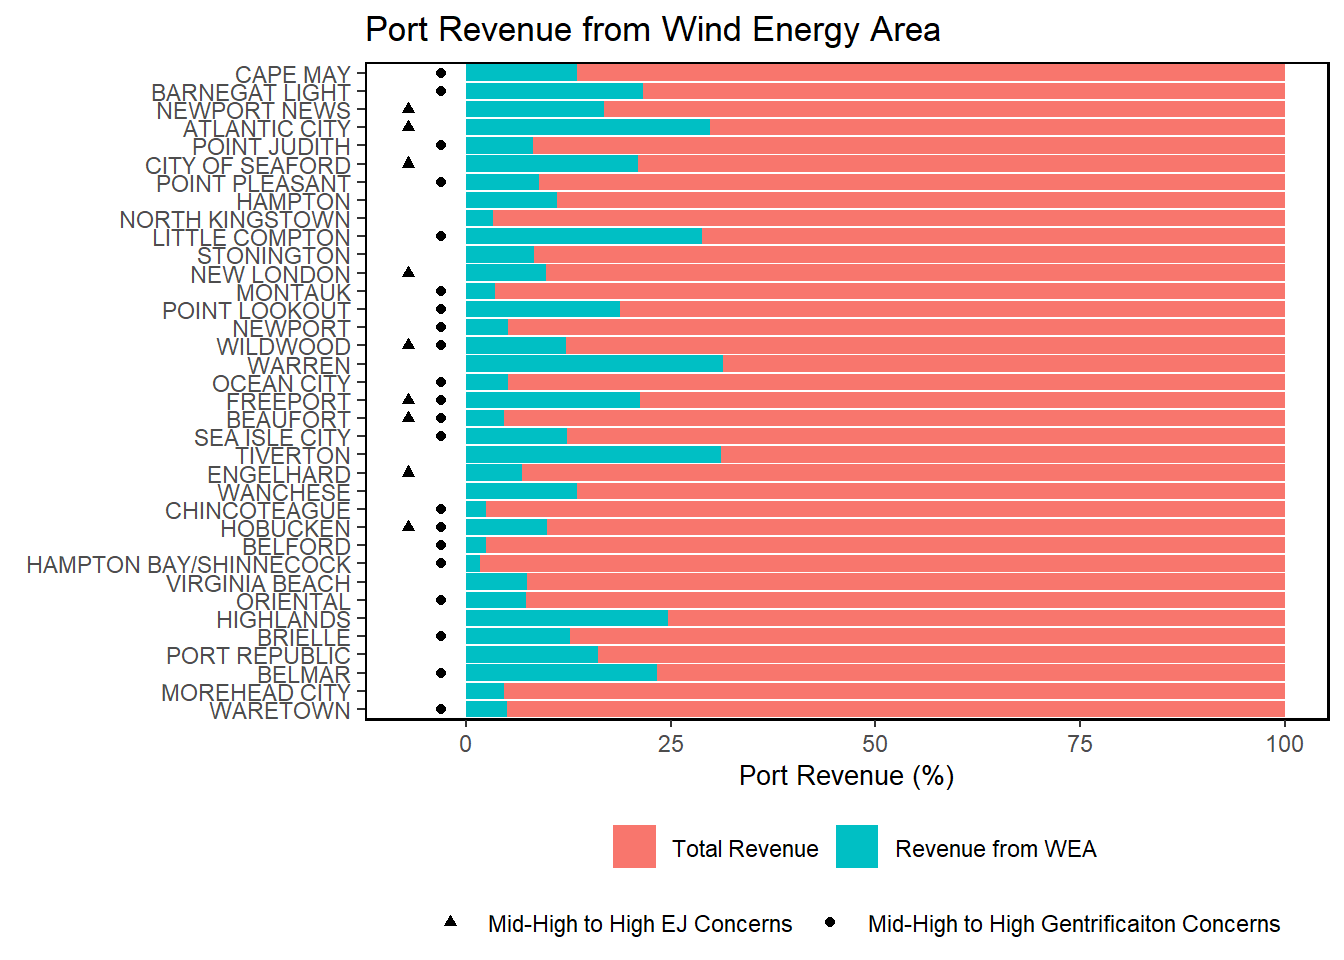 Port Revenue from Wind Energy Area
CAPE MAY
BARNEGAT LIGHT
NEWPORT NEWS
ATLANTIC CITY
POINT JUDITH
CITY OF SEAFORD
POINT PLEASANT
HAMPTON
NORTH KINGSTOWN
LITTLE COMPTON
STONINGTON
NEW LONDON
MONTAUK
POINT LOOKOUT
NEWPORT
WILDWOOD
WARREN
OCEAN CITY
FREEPORT
BEAUFORT
SEA ISLE CITY
TIVERTON
ENGELHARD
WANCHESE
CHINCOTEAGUE
HOBUCKEN
BELFORD
HAMPTON BAY/SHINNECOCK
VIRGINIA BEACH
ORIENTAL
HIGHLANDS
BRIELLE
PORT REPUBLIC
BELMAR
MOREHEAD CITY
WARETOWN
0 25 50 75 100
Port Revenue (%)
Total Revenue Revenue from WEA
Mid-High to High EJ Concerns Mid-High to High Gentrificaiton Concerns